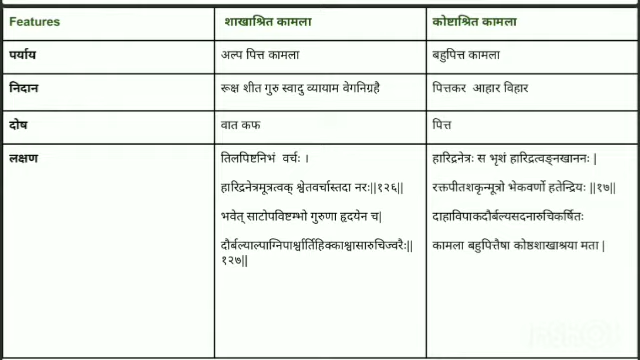 Features शाखाश्रित कामला कोष्टाश्रित कामला
पर्याय अल्प पित्त कामला बहुपित्त कामला
निदान रूक्ष शीत गुरु स्वादु व्यायाम वेगनिग्रहै पित्तकर आहार विहार
दोष वात कफ पित्त
लक्षण तिलपिष्टनिभं वर्चः । हारिद्रनेत्रः स भृशं हारिद्रत्वङ्नखाननः |
हारिद्रनेत्रमूत्रत्वक् श्वेतवर्चास्तदा नरः||१२६|| रक्तपीतशकृन्मूत्रो भेकवर्णो हतेन्द्रियः ||१७||
भवेत् साटोपविष्टम्भो गुरुणा हृदयेन च| दाहाविपाकदौर्बल्यसदनारुचिकर्षितः
दौर्बल्याल्पाग्निपार्श्वार्तिहिक्काश्वासारुचिज्वरैः|| कामला बहुपित्तैषा कोष्ठशाखाश्रया मता |
१२७||